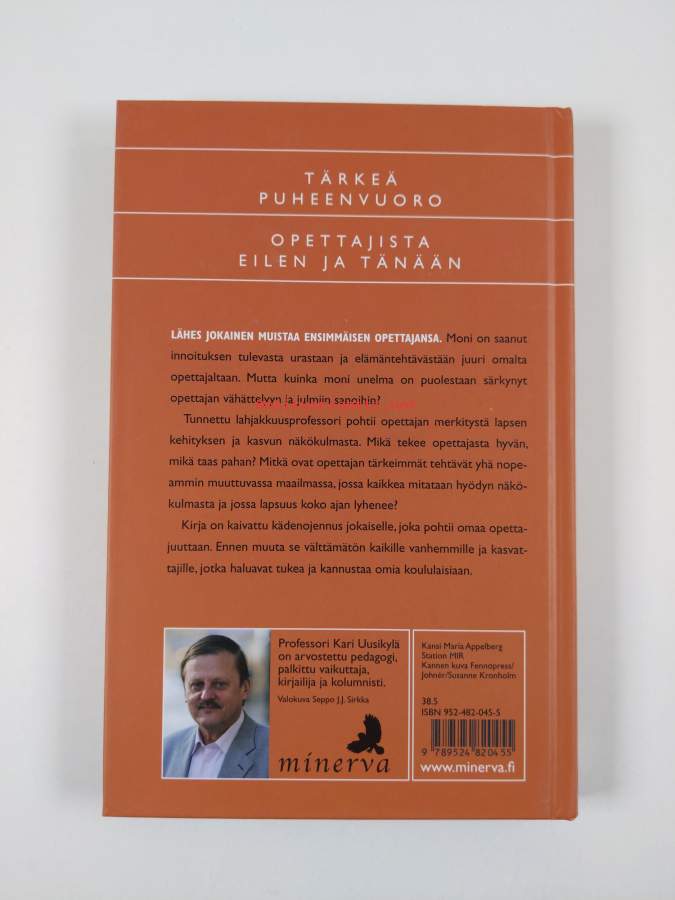 TÄRKEÄ
PUHEENVUORO
OPETTAJISTA
EILEN JA TÄNÄÄN
LÄHES JOKAINEN MUISTAA ENSIMMÄISEN OPETTAJANSA. Moni on saanut
innoituksen tulevasta urastaan ja elämäntehtävästään juuri omalta
opettajaltaan. Mutta kuinka moni unelma on puolestaan särkynyt
opettajan vähättelyyn ja julmiin sanoihin?
Tunnettu lahjakkuusprofessori pohtii opettajan merkitystä lapsen
kehityksen ja kasvun näkökulmasta. Mikä tekee opettajasta hyvän,
mikä taas pahan? Mitkä ovat opettajan tärkeimmät tehtävät yhä nope-
ammin muuttuvassa maailmassa, jossa kaikkea mitataan hyödyn näkö-
kulmasta ja jossa lapsuus koko ajan lyhenee?
Kirja on kaivattu kädenojennus jokaiselle, joka pohtii omaa opetta-
juuttaan. Ennen muuta se välttämätön kaikille vanhemmille ja kasvat-
tajille, jotka haluavat tukea ja kannustaa omia koululaisiaan.
Professori Kari Uusikylä
on arvostettu pedagogi,
palkittu vaikuttaja,
kirjailija ja kolumnisti.
Valokuva Seppo J.J. Sirkka
minerva
Kansi Maria Appelberg
Station MIR
Kannen kuva Fennopress/
Johnér/Susanne Kronholm
38.5
ISBN 952-482-045-5
9 789524 820455
www.minerva.fi